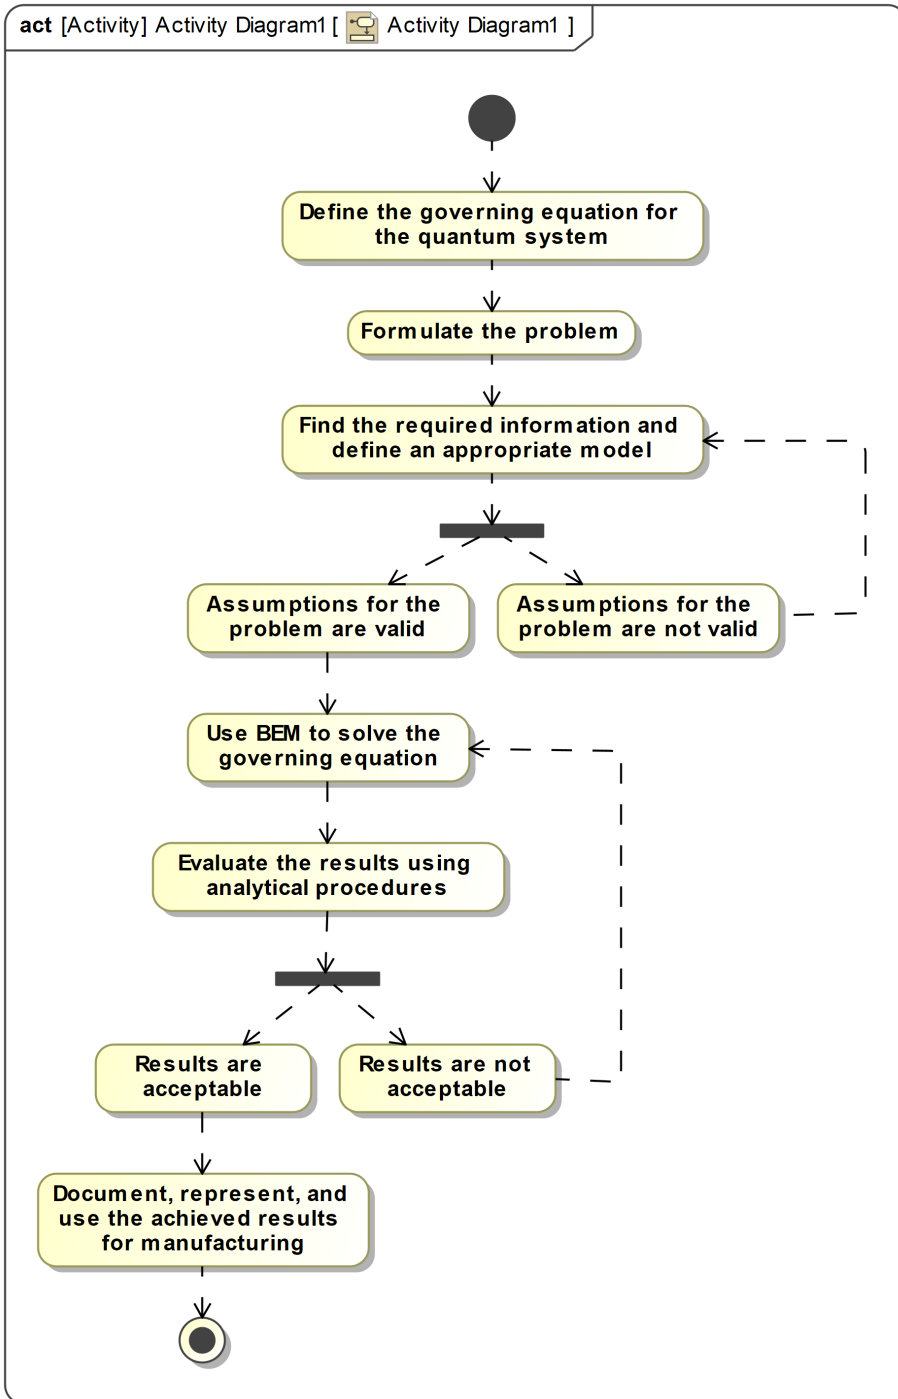 act [Activity] Activity Diagram1 [ Activity Diagram1 ]
Define the governing equation for
the quantum system
Formulate the problem
Find the required information and
define an appropriate model
Assumptions for the
problem are valid
Assumptions for the
problem are not valid
Use BEM to solve the
governing equation
Evaluate the results using
analytical procedures
Results are
acceptable
Results are not
acceptable
Document, represent, and
use the achieved results
for manufacturing